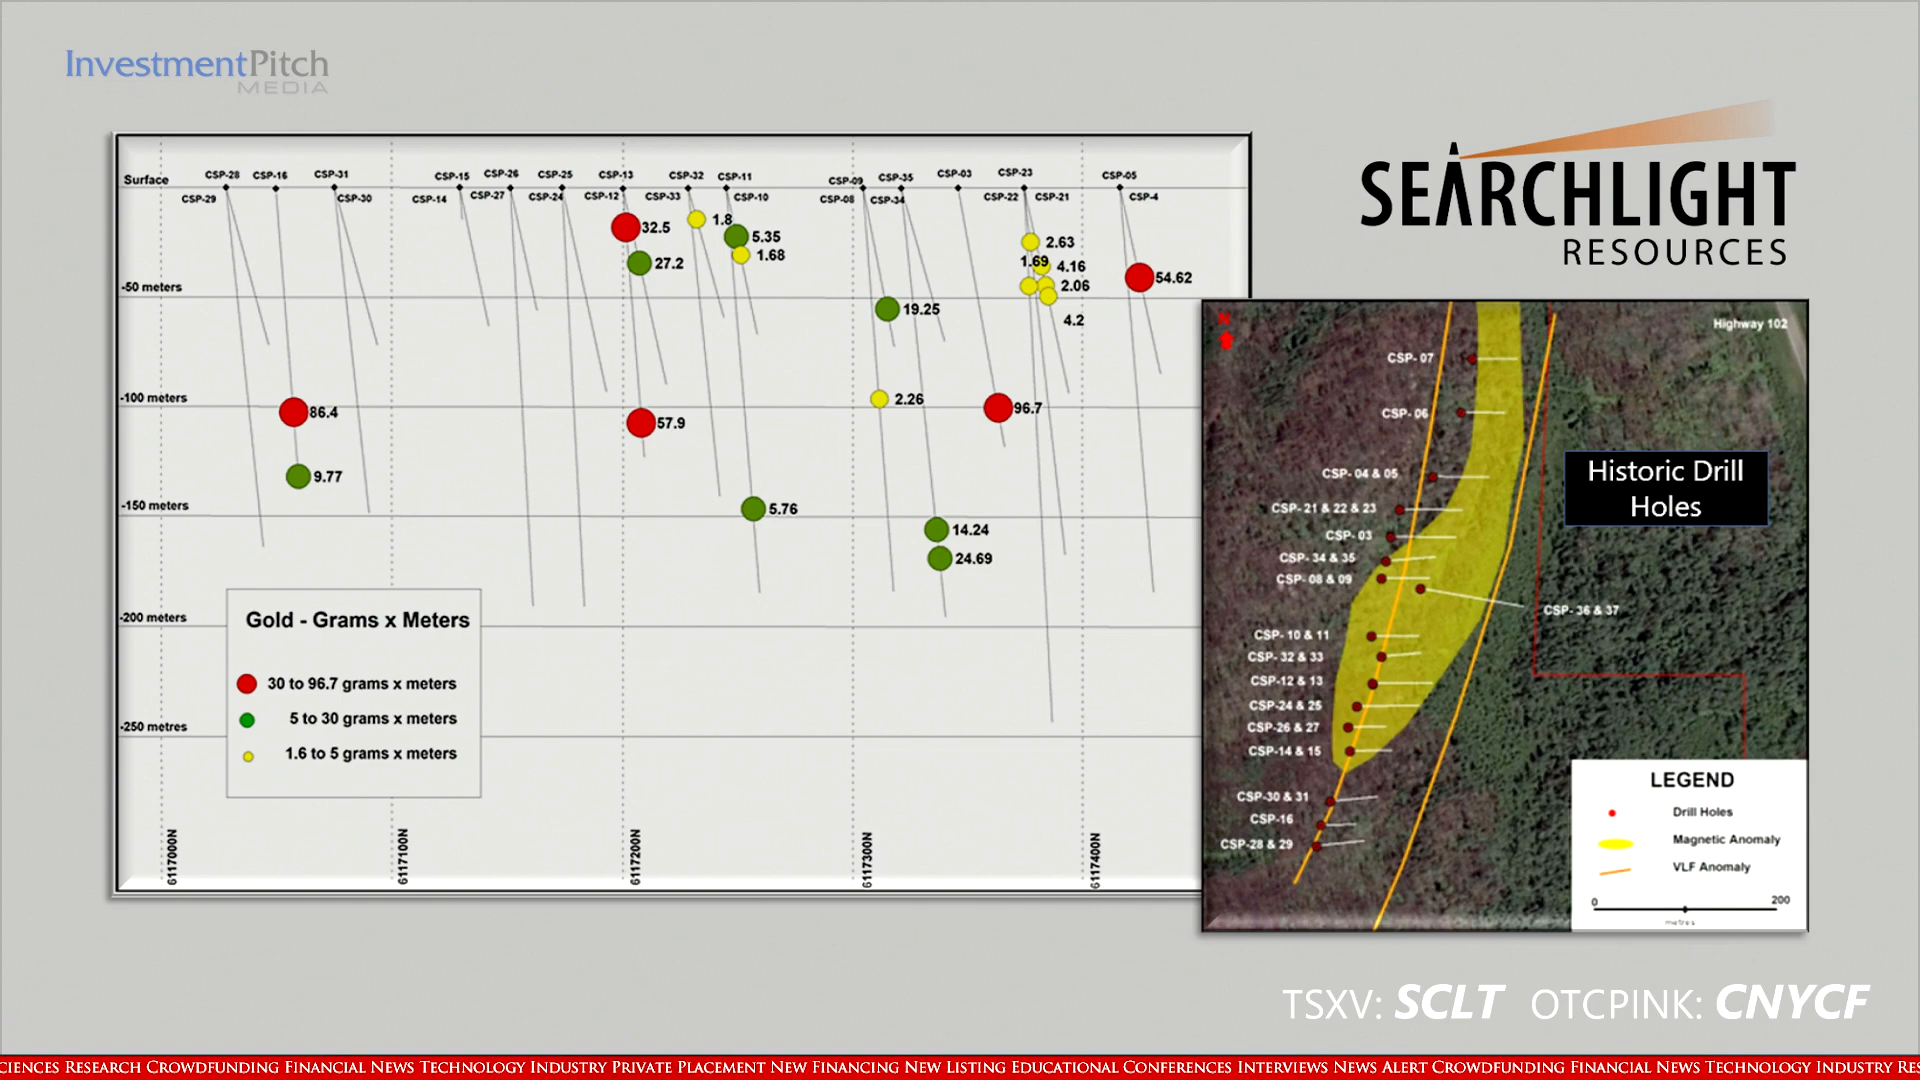 InvestmentPitch
MEDIA
SEARCHLIGHT
RESOURCES
Surface
CSP-28 CSP-16 CSP-31 CSP-15 CSP-26 CSP-25 CSP-13 CSP-32 CSP-11 CSP-09 CSP-35 CSP-03 CSP-23 CSP-05
CSP-29 CSP-30 CSP-14 CSP-27 CSP-24 CSP-12 CSP-33 CSP-10 CSP-08 CSP-34 CSP-22 CSP-21 CSP-4
1.8
32.5
5.35
2.63
1.68
27.2
1.69
4.16
54.62
-50 meters
2.06
19.25
4.2
-100 meters
2.26
86.4
96.7
57.9
9.77
-150 meters
5.76
14.24
24.69
-200 meters
Gold - Grams x Meters
30 to 96.7 grams x meters
5 to 30 grams x meters
1.6 to 5 grams x meters
-250 metres
6117000N
6117100N
6117200N
6117300N
6117400N
N
Highway 102
CSP- 07
CSP- 06
CSP- 04 & 05
CSP- 21 & 22 & 23
CSP- 03
CSP- 34 & 35
CSP- 08 & 09
CSP- 36 & 37
CSP- 10 & 11
CSP- 32 & 33
CSP-12 & 13
CSP-24 & 25
CSP-26 & 27
CSP-14 & 15
CSP-30 & 31
CSP-16
CSP-28 & 29
Historic Drill
Holes
LEGEND
Drill Holes
Magnetic Anomaly
VLF Anomaly
0 200
metres
TSXV: SCLT OTCPINK: CNYCF
CIENCES RESEARCH CROWDFUNDING FINANCIAL NEWS TECHNOLOGY INDUSTRY PRIVATE PLACEMENT NEW FINANCING NEW LISTING EDUCATIONAL CONFERENCES INTERVIEWS NEWS ALERT CROWDFUNDING FINANCIAL NEWS TECHNOLOGY INDUSTRY RES